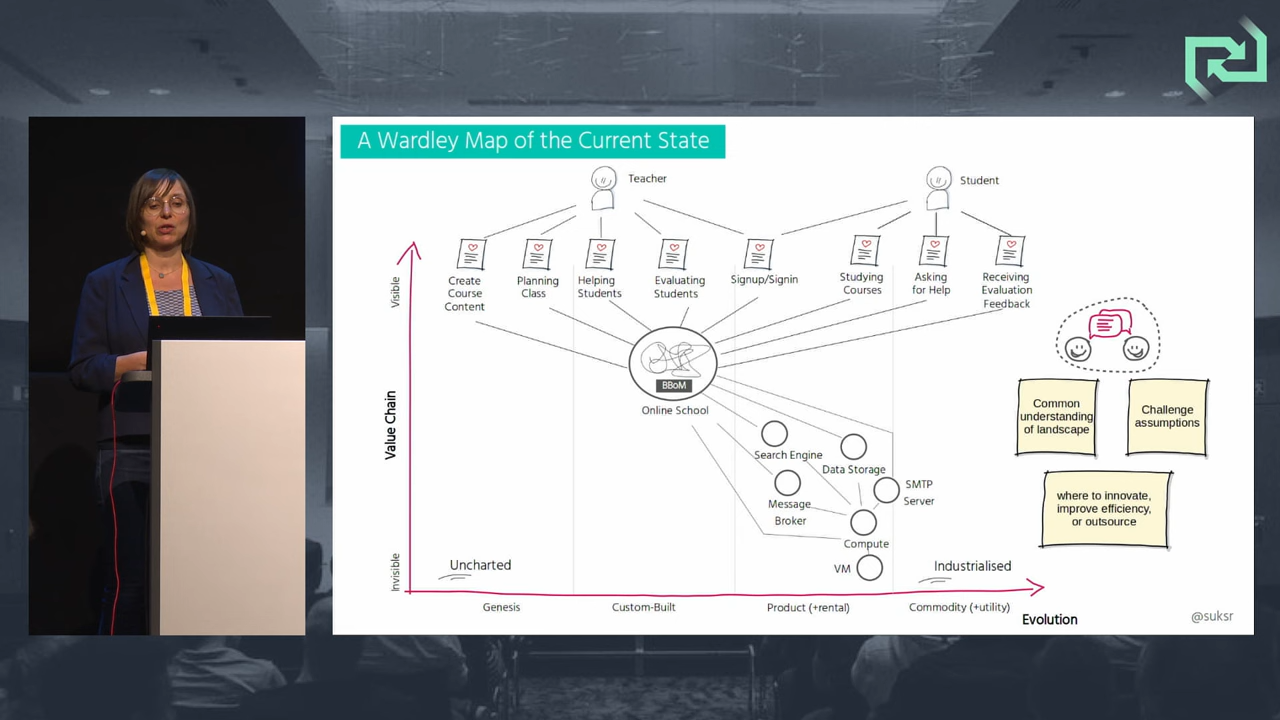 A Wardley Map of the Current State
Teacher
Student
Create
Course
Content
Planning
Class
Helping
Students
Evaluating
Students
Signup/Signin
Studying
Courses
Asking
for Help
Receiving
Evaluation
Feedback
Visible
Value Chain
Invisible
BBoM
Online School
Search Engine
Data Storage
Message
Broker
SMTP
Server
Compute
VM
Uncharted
Industrialised
Genesis
Custom-Built
Product (+rental)
Commodity (+utility)
Evolution
Common
understanding
of landscape
Challenge
assumptions
where to innovate,
improve efficiency,
or outsource
@suksr